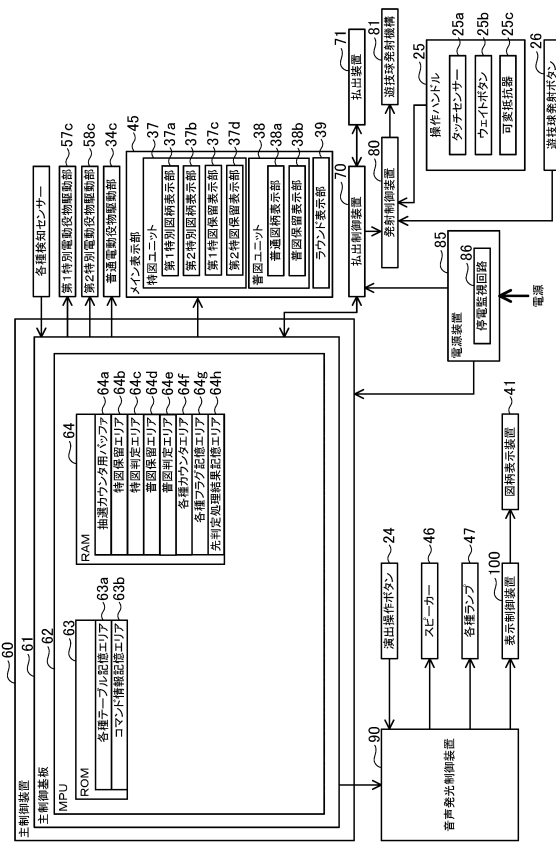 60
主制御装置
61
主制御基板
62
MPU
63
ROM
各種テーブル記憶エリア
63a
コマンド情報記憶エリア
63b
64
RAM
抽選カウンタ用バッファ
64a
特図保留エリア
64b
特図判定エリア
64c
普図保留エリア
64d
普図判定エリア
64e
各種カウンタエリア
64f
各種フラグ記憶エリア
64g
先判定処理結果記憶エリア
64h
各種検知センサー
第1特別電動役物駆動部
57c
第2特別電動役物駆動部
58c
普通電動役物駆動部
34c
45
メイン表示部
37
特図ユニット
第1特別図柄表示部
37a
第2特別図柄表示部
37b
第1特図保留表示部
37c
第2特図保留表示部
37d
38
普図ユニット
普通図柄表示部
38a
普図保留表示部
38b
ラウンド表示部
39
70
払出制御装置
71
払出装置
80
発射制御装置
81
遊技球発射機構
25
操作ハンドル
タッチセンサー
25a
ウェイトボタン
25b
可変抵抗器
25c
26
遊技球発射ボタン
85
電源装置
86
停電監視回路
電源
90
音声発光制御装置
24
演出操作ボタン
46
スピーカー
47
各種ランプ
100
表示制御装置
41
図柄表示装置